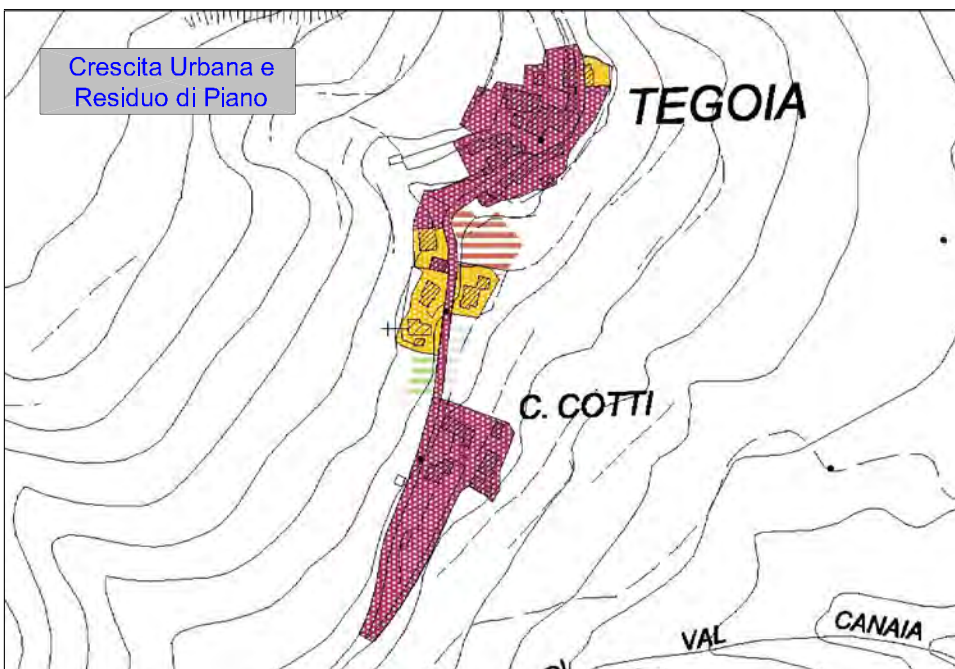 Crescita Urbana e
Residuo di Piano
TEGOIA
C. COTTI
VAL
CANAIA